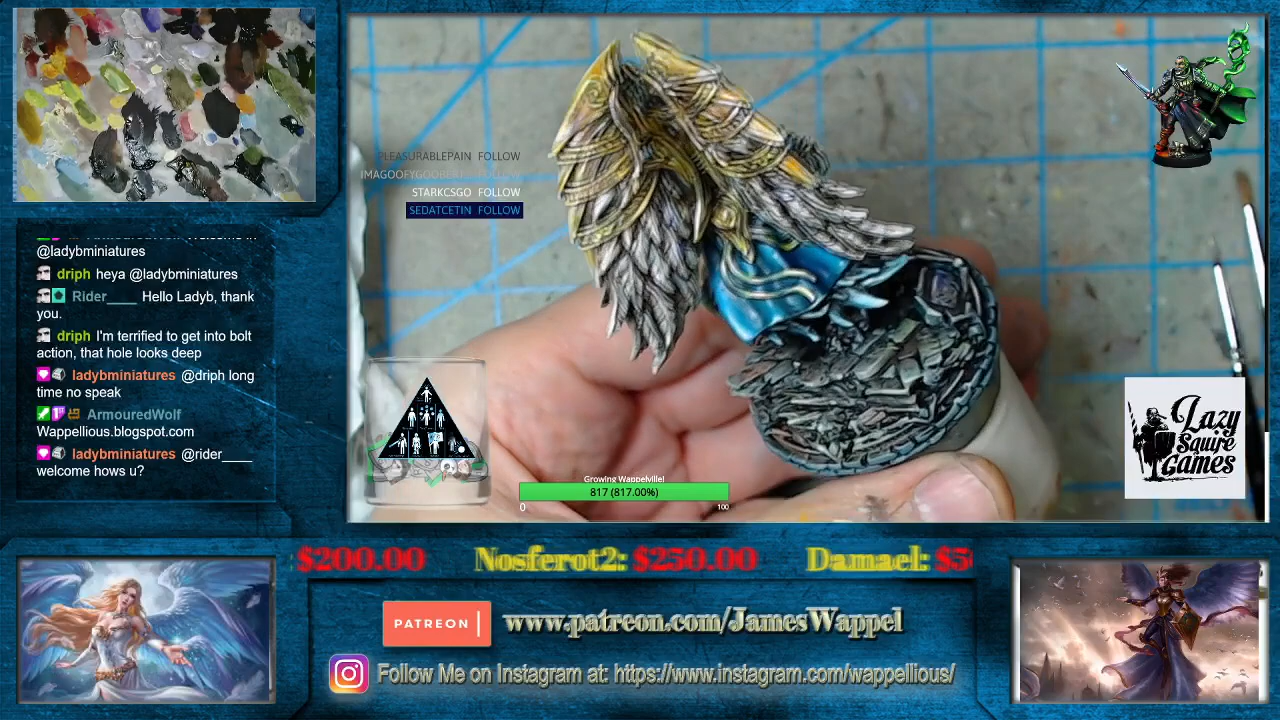 @ladybminiatures
driph heya @ladybminiatures
Rider____ Hello Ladyb, thank
you.
driph I'm terrified to get into bolt
action, that hole looks deep
ladybminiatures @driph long
time no speak
ArmouredWolf
Wappellious.blogspot.com
ladybminiatures @rider____
welcome hows u?
PLEASURABLEPAIN FOLLOW
FOLLOW
STARKCSGO FOLLOW
SEDATCETIN FOLLOW
Growing Wappelville!
817 (817.00%)
0 100
Lazy
Squire
Games
$200.00 Nosferot2: $250.00 Damael:
PATREON www.patreon.com/JamesWappel
Follow Me on Instagram at: https://www.instagram.com/wappellious/